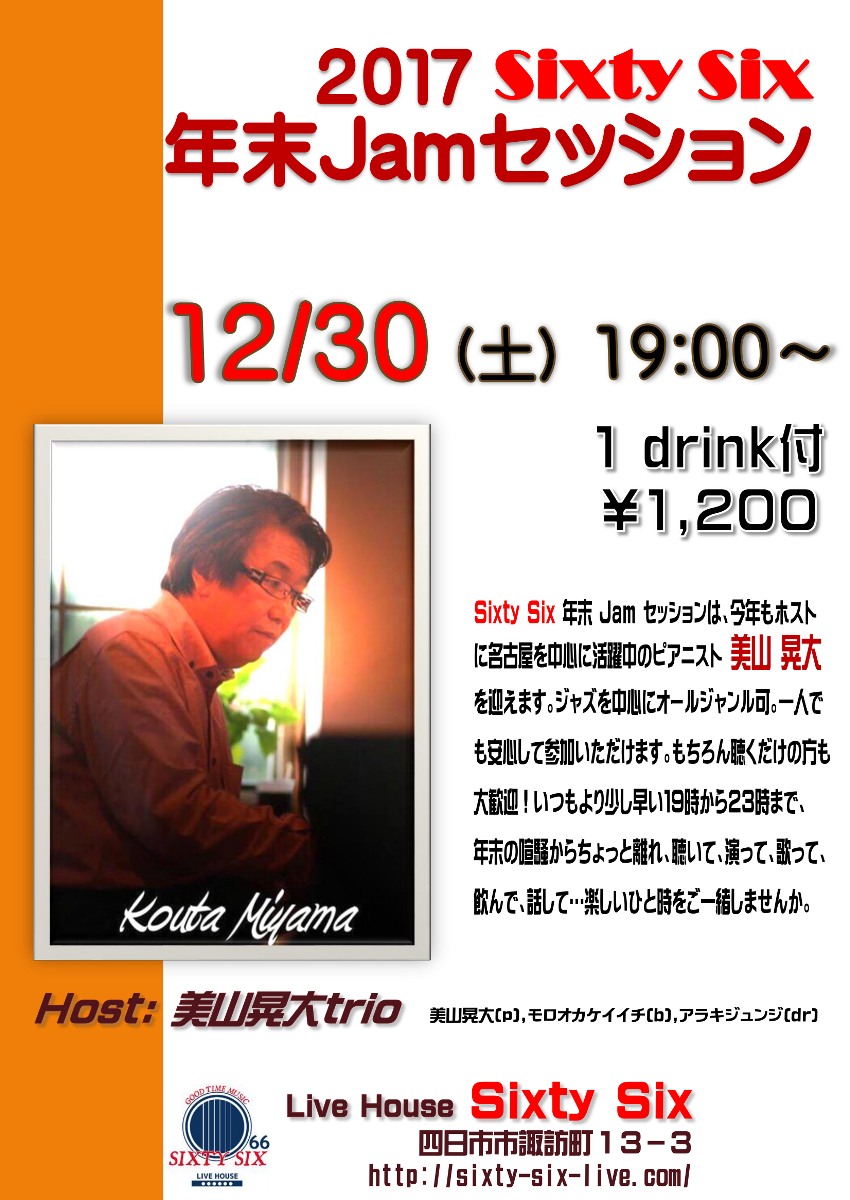 2017 Sixty Six
年末Jamセッション
12/30（土）19:00～
1 drink付
¥1,200
Sixty Six 年末 Jam セッションは、今年もホスト
に名古屋を中心に活躍中のピアニスト 美山 晃大
を迎えます。ジャズを中心にオールジャンル可。一人で
も安心して参加いただけます。もちろん聴くだけの方も
大歓迎！いつもより少し早い19時から23時まで、
年末の喧騒からちょっと離れ、聴いて、演って、歌って、
飲んで、話して…楽しいひと時をご一緒しませんか。
Kouta Miyama
Host: 美山晃大trio 美山晃大(p),モロオカケイイチ(b),アラキジュンジ(dr)
GOOD TIME MUSIC
66
SIXTY SIX
LIVE HOUSE
Live House Sixty Six
四日市市諏訪町１３－３
http://sixty-six-live.com/